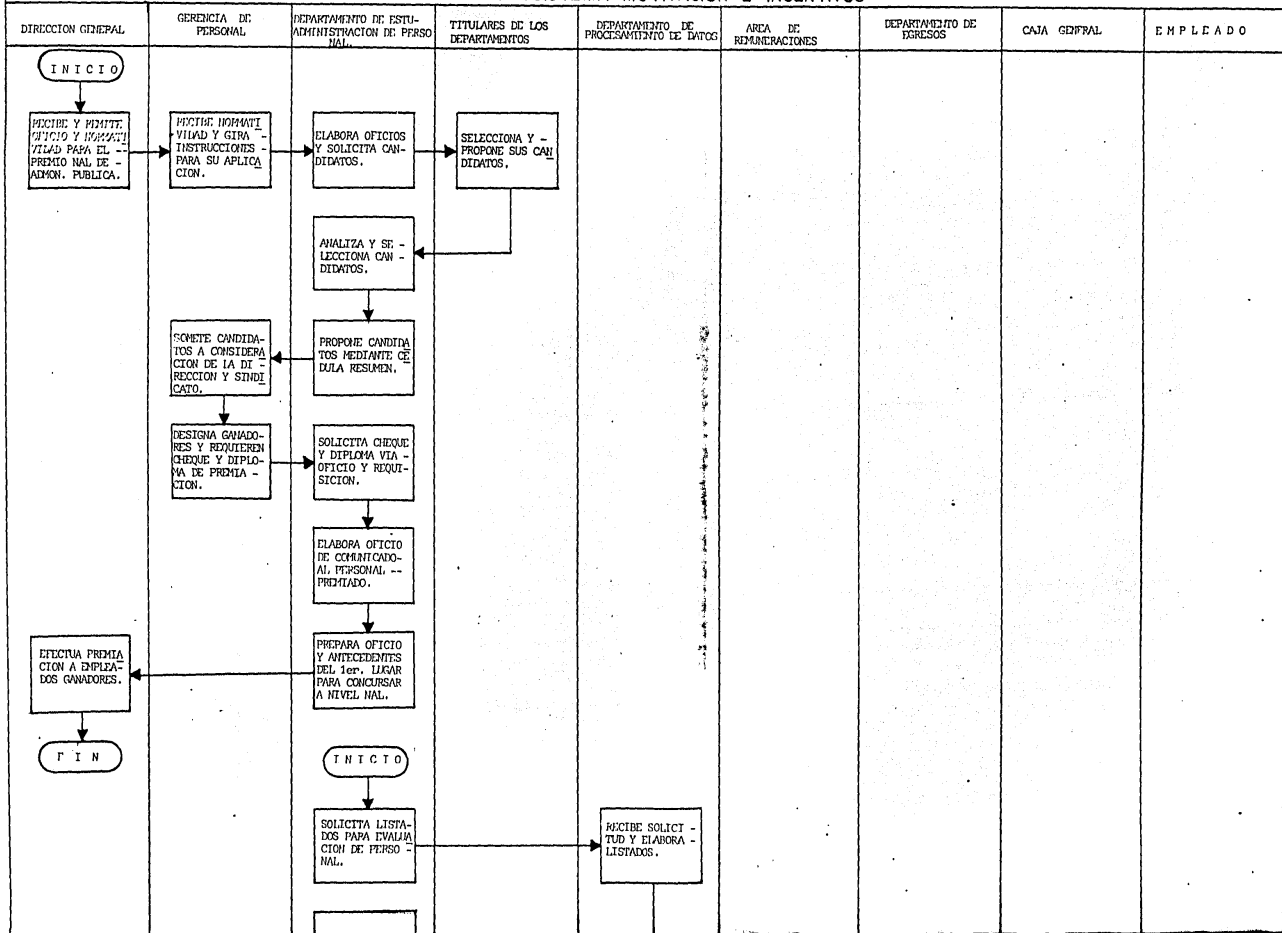 MOTIVACION E INCENTIVOS
DIRECCION GENERAL
GERENCIA DE
PERSONAL
DEPARTAMENTO DE ESTU-
ADMINISTRACION DE PERSO
NAL.
TITULARES DE LOS
DEPARTAMENTOS
DEPARTAMENTO DE
PROCESAMIENTO DE DATOS
AREA DE
REMUNERACIONES
DEPARTAMENTO DE
EGRESOS
CAJA GENERAL
EMPLEADO
INICIO
RECIBE Y REMITE
OFICIO Y NORMATI
VIDAD PARA EL --
PREMIO NAL DE -
ADMON. PUBLICA.
RECIBE NORMATI
VIDAD Y GIRA -
INSTRUCCIONES -
PARA SU APLICA
CION.
ELABORA OFICIOS
Y SOLICITA CAN-
DIDATOS.
SELECCIONA Y -
PROPONE SUS CAN
DIDATOS.
ANALIZA Y SE -
LECCIONA CAN -
DIDATOS.
PROPONE CANDIDA
TOS MEDIANTE CE
DULA RESUMEN.
SOMETE CANDIDA-
TOS A CONSIDERA
CION DE LA DI -
RECCION Y SINDI
CATO.
DESIGNA GANADO-
RES Y REQUIEREN
CHEQUE Y DIPLO-
MA DE PREMIA -
CION.
SOLICITA CHEQUE
Y DIPLOMA VIA -
OFICIO Y REQUI-
SICION.
ELABORA OFICIO
DE COMUNICADO-
AL PERSONAL --
PREMIADO.
PREPARA OFICIO
Y ANTECEDENTES
DEL 1er. LUGAR
PARA CONCURSAR
A NIVEL NAL.
EFECTUA PREMIA
CION A EMPLEA-
DOS GANADORES.
FIN
INICIO
SOLICITA LISTA-
DOS PARA EVALUA
CION DE PERSO -
NAL.
RECIBE SOLICI -
TUD Y ELABORA -
LISTADOS.